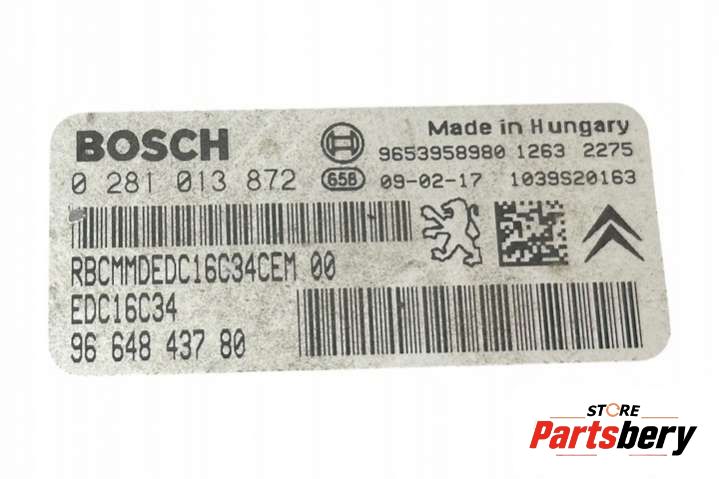 BOSCH
Made in Hungary
9653958980 1263 2275
0 281 013 872
658 09-02-17 1039S20163
RBCMMDEDC16C34CEM 00
EDC16C34
96 648 437 80
STORE
Partsbery